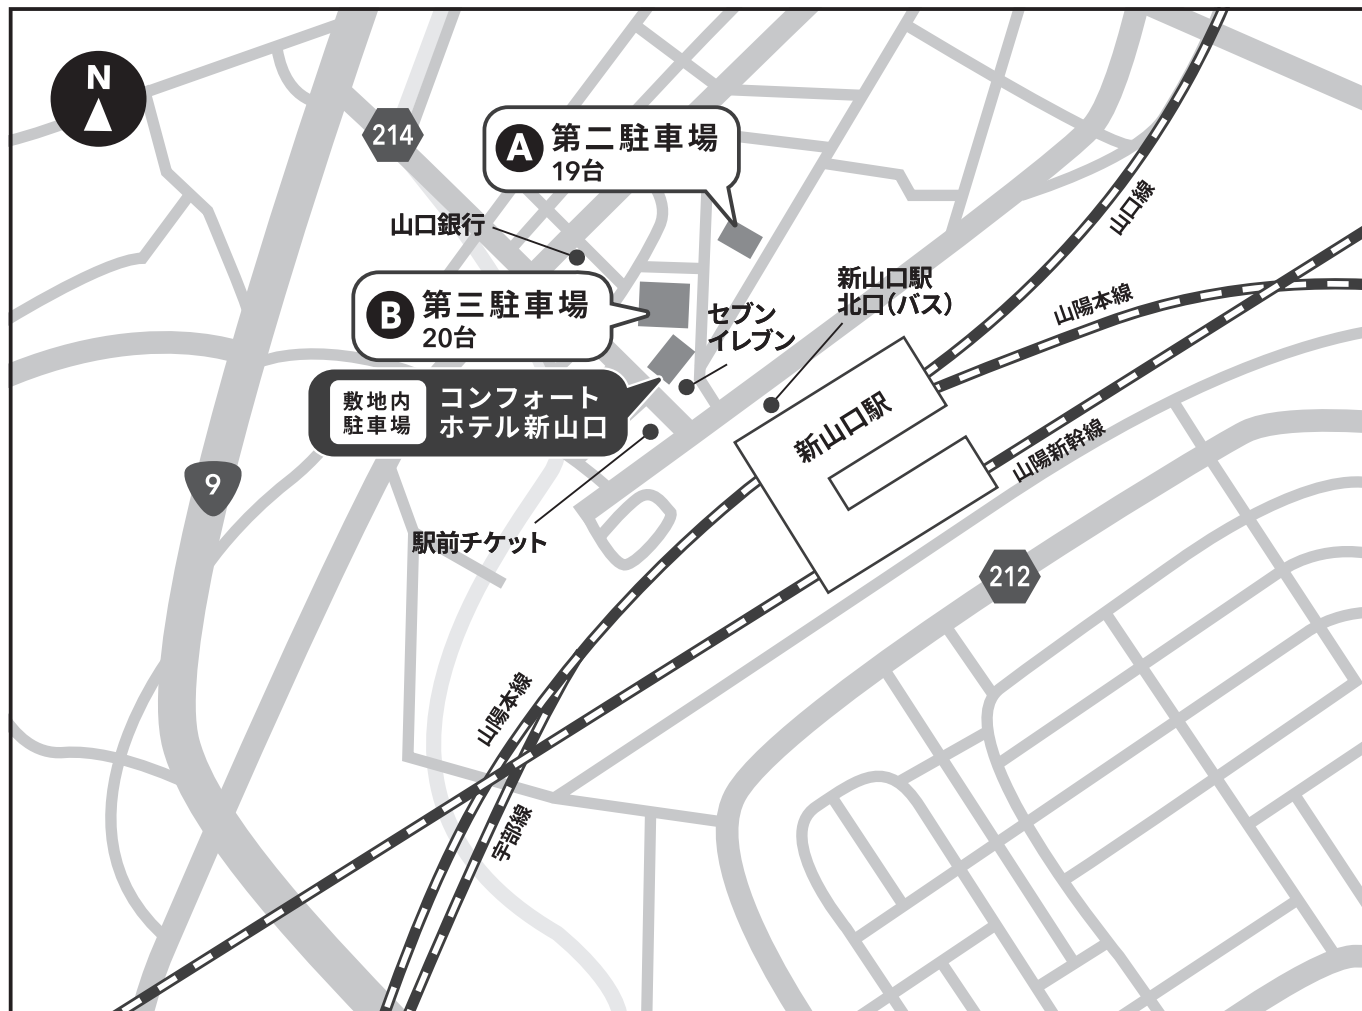 N
214
A 第二駐車場
19台
山口銀行
B 第三駐車場
20台
セブン
イレブン
新山口駅
北口(バス)
山口線
山陽本線
敷地内
駐車場
コンフォート
ホテル新山口
新山口駅
山陽新幹線
9
駅前チケット
212
山陽本線
宇部線